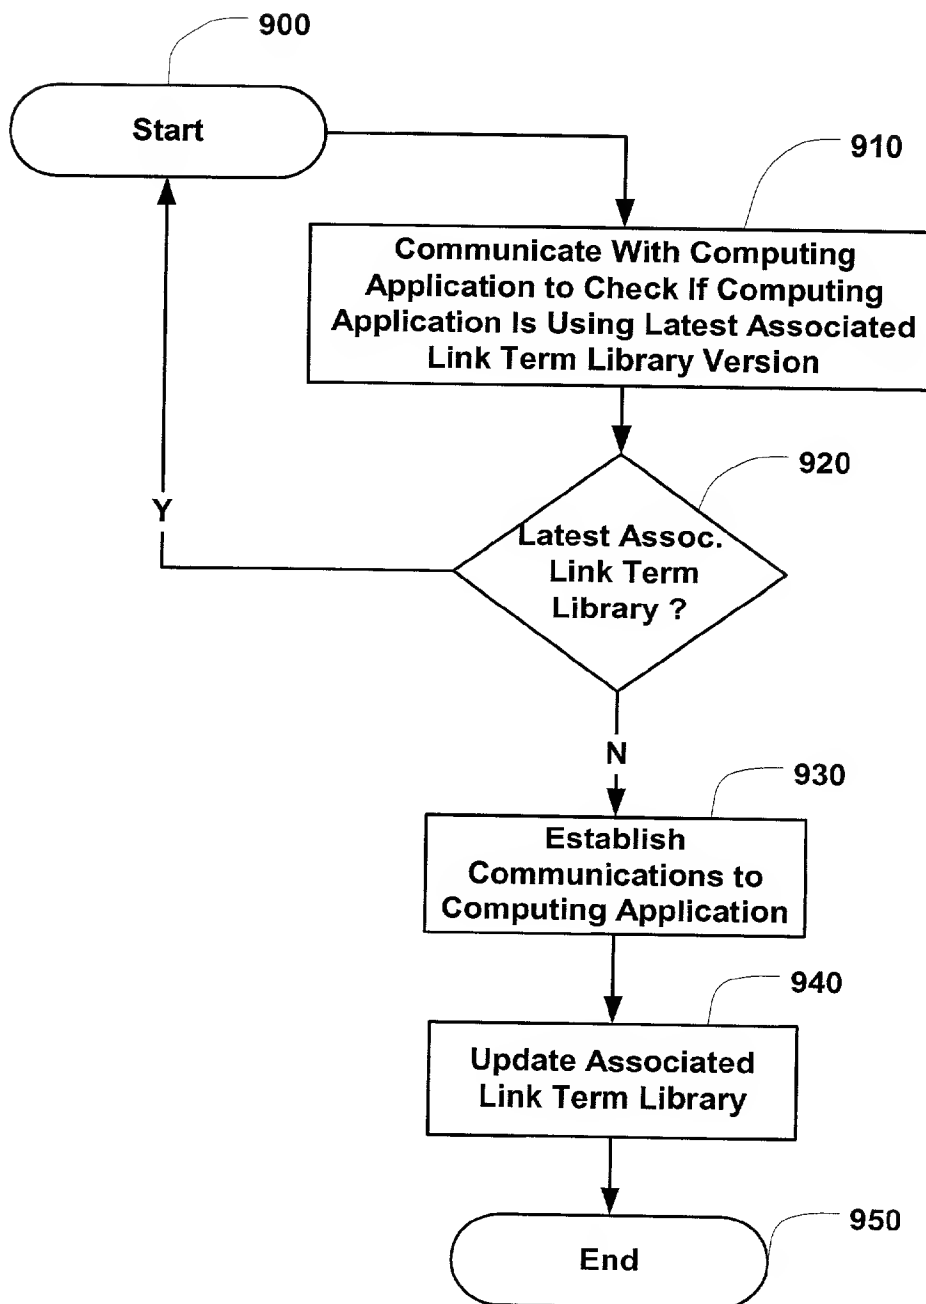 900
Start
910
Communicate With Computing
Application to Check If Computing
Application Is Using Latest Associated
Link Term Library Version
920
Latest Assoc.
Link Term
Library ?
Y
N
930
Establish
Communications to
Computing Application
940
Update Associated
Link Term Library
950
End